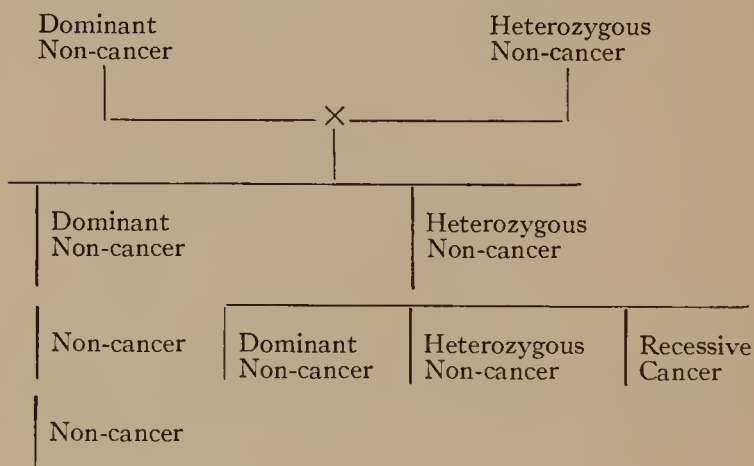 Dominant
Non-cancer
Heterozygous
Non-cancer
×
Dominant
Non-cancer
Heterozygous
Non-cancer
Non-cancer
Dominant
Non-cancer
Heterozygous
Non-cancer
Recessive
Cancer
Non-cancer